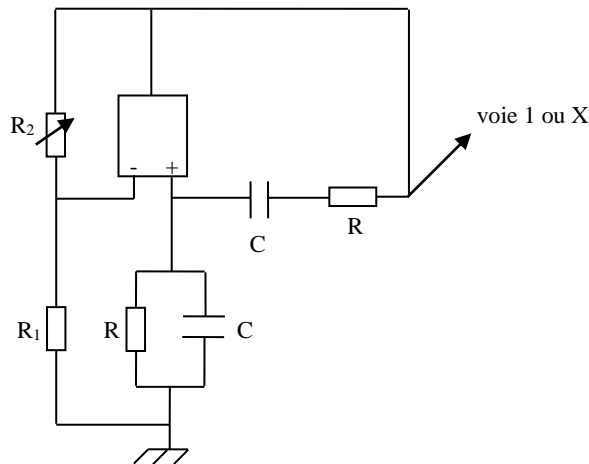 voie 1 ou X
R₂
- +
C
R
R₁
R
C